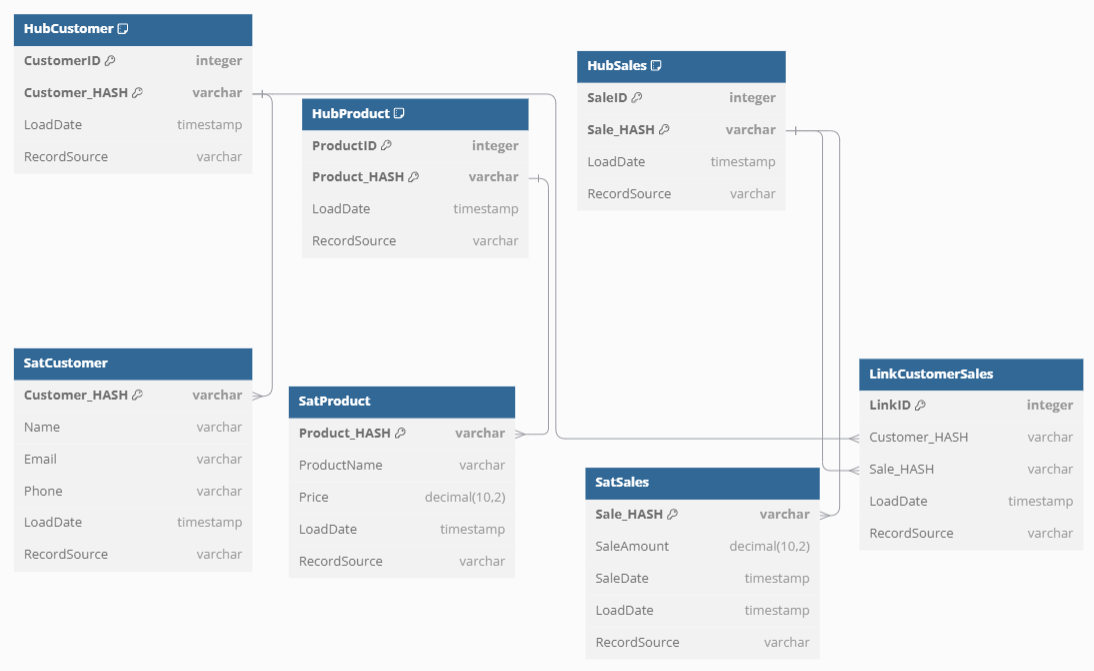 HubCustomer
CustomerID integer
Customer_HASH varchar
LoadDate timestamp
RecordSource varchar
HubProduct
ProductID integer
Product_HASH varchar
LoadDate timestamp
RecordSource varchar
HubSales
SaleID integer
Sale_HASH varchar
LoadDate timestamp
RecordSource varchar
SatCustomer
Customer_HASH varchar
Name varchar
Email varchar
Phone varchar
LoadDate timestamp
RecordSource varchar
SatProduct
Product_HASH varchar
ProductName varchar
Price decimal(10,2)
LoadDate timestamp
RecordSource varchar
SatSales
Sale_HASH varchar
SaleAmount decimal(10,2)
SaleDate timestamp
LoadDate timestamp
RecordSource varchar
LinkCustomerSales
LinkID integer
Customer_HASH varchar
Sale_HASH varchar
LoadDate timestamp
RecordSource varchar